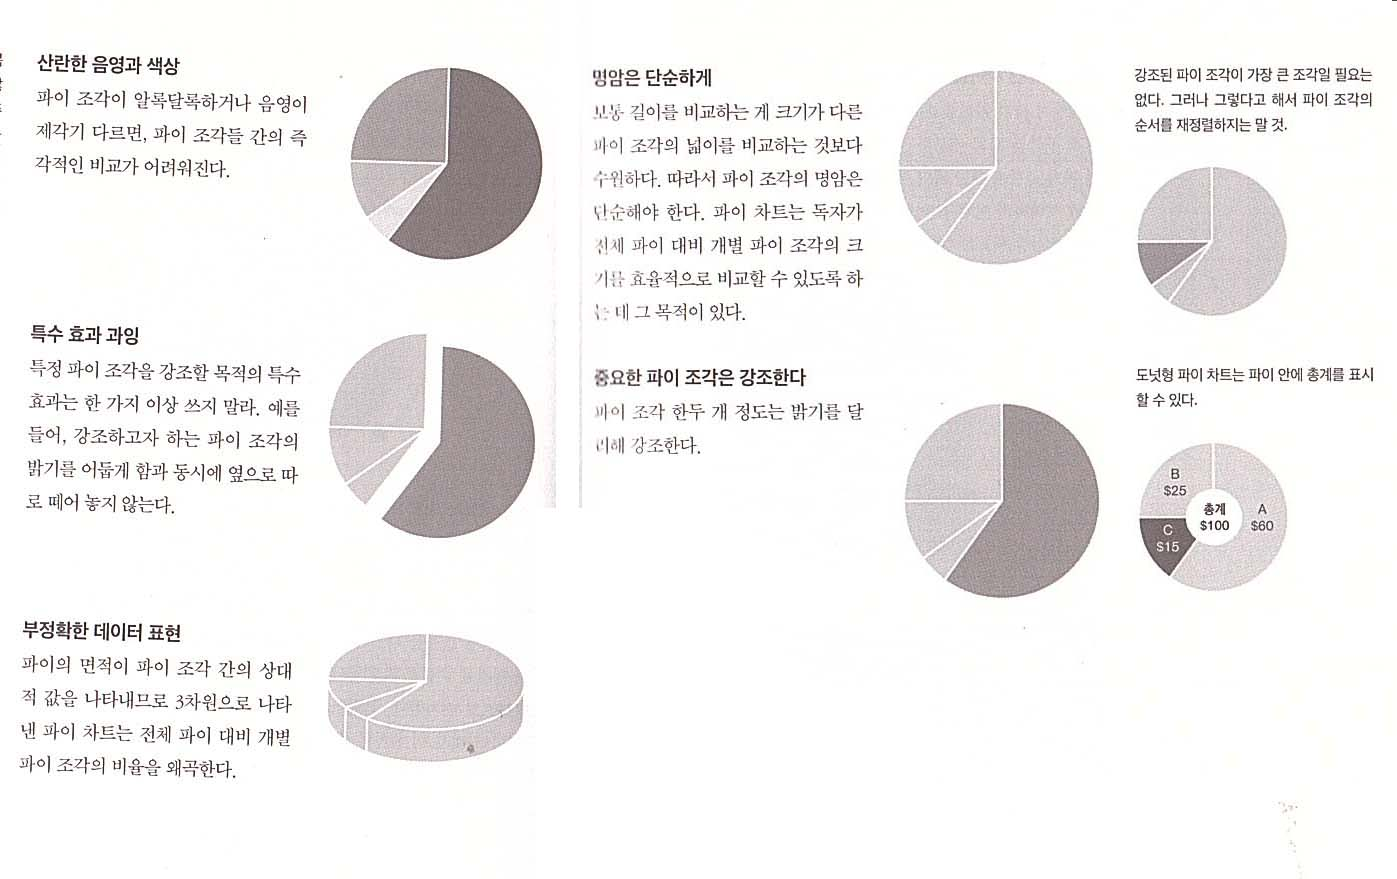 산란한 음영과 색상
파이 조각이 알록달록하거나 음영이
제각기 다르면, 파이 조각들 간의 즉
각적인 비교가 어려워진다.
특수 효과 과잉
특정 파이 조각을 강조할 목적의 특수
효과는 한 가지 이상 쓰지 말라. 예를
들어, 강조하고자 하는 파이 조각의
밝기를 어둡게 함과 동시에 옆으로 따
로 떼어 놓지 않는다.
부정확한 데이터 표현
파이의 면적이 파이 조각 간의 상대
적 값을 나타내므로 3차원으로 나타
낸 파이 차트는 전체 파이 대비 개별
파이 조각의 비율을 왜곡한다.
명암은 단순하게
보통 길이를 비교하는 게 크기가 다른
파이 조각의 넓이를 비교하는 것보다
수월하다. 따라서 파이 조각의 명암은
단순해야 한다. 파이 차트는 독자가
전체 파이 대비 개별 파이 조각의 크
기를 효율적으로 비교할 수 있도록 하
는 데 그 목적이 있다.
중요한 파이 조각은 강조한다
파이 조각 한두 개 정도는 밝기를 달
리해 강조한다.
강조된 파이 조각이 가장 큰 조각일 필요는
없다. 그러나 그렇다고 해서 파이 조각의
순서를 재정렬하지는 말 것.
도넛형 파이 차트는 파이 안에 총계를 표시
할 수 있다.
B
$25
총계
$100
A
$60
C
$15